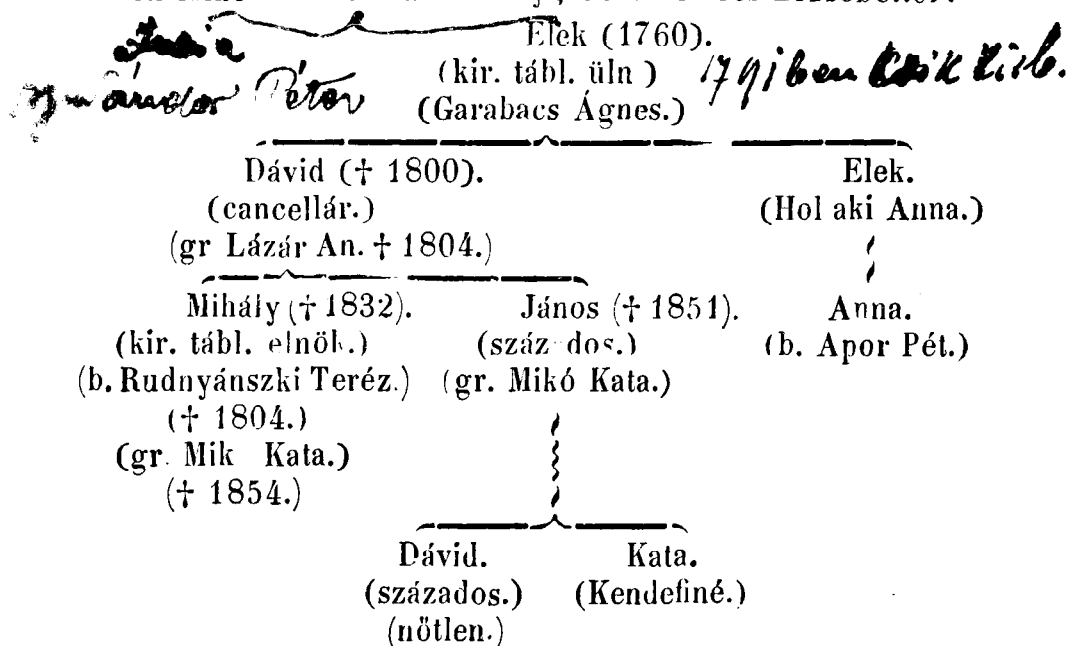 Elek (1760).
(kir. tábl. üln )
Péter
(Garabacs Ágnes.)
Dávid († 1800). Elek.
(cancellár.) (Hol aki Anna.)
(gr Lázár An. † 1804.)
Mihály († 1832). János († 1851). Anna.
(kir. tábl. elnök.) (száz dos.) (b. Apor Pét.)
(b. Rudnyánszki Teréz.) (gr. Mikó Kata.)
(† 1804.)
(gr. Mik Kata.)
(† 1854.)
Dávid. Kata.
(százados.) (Kendefiné.)
(nőtlen.)